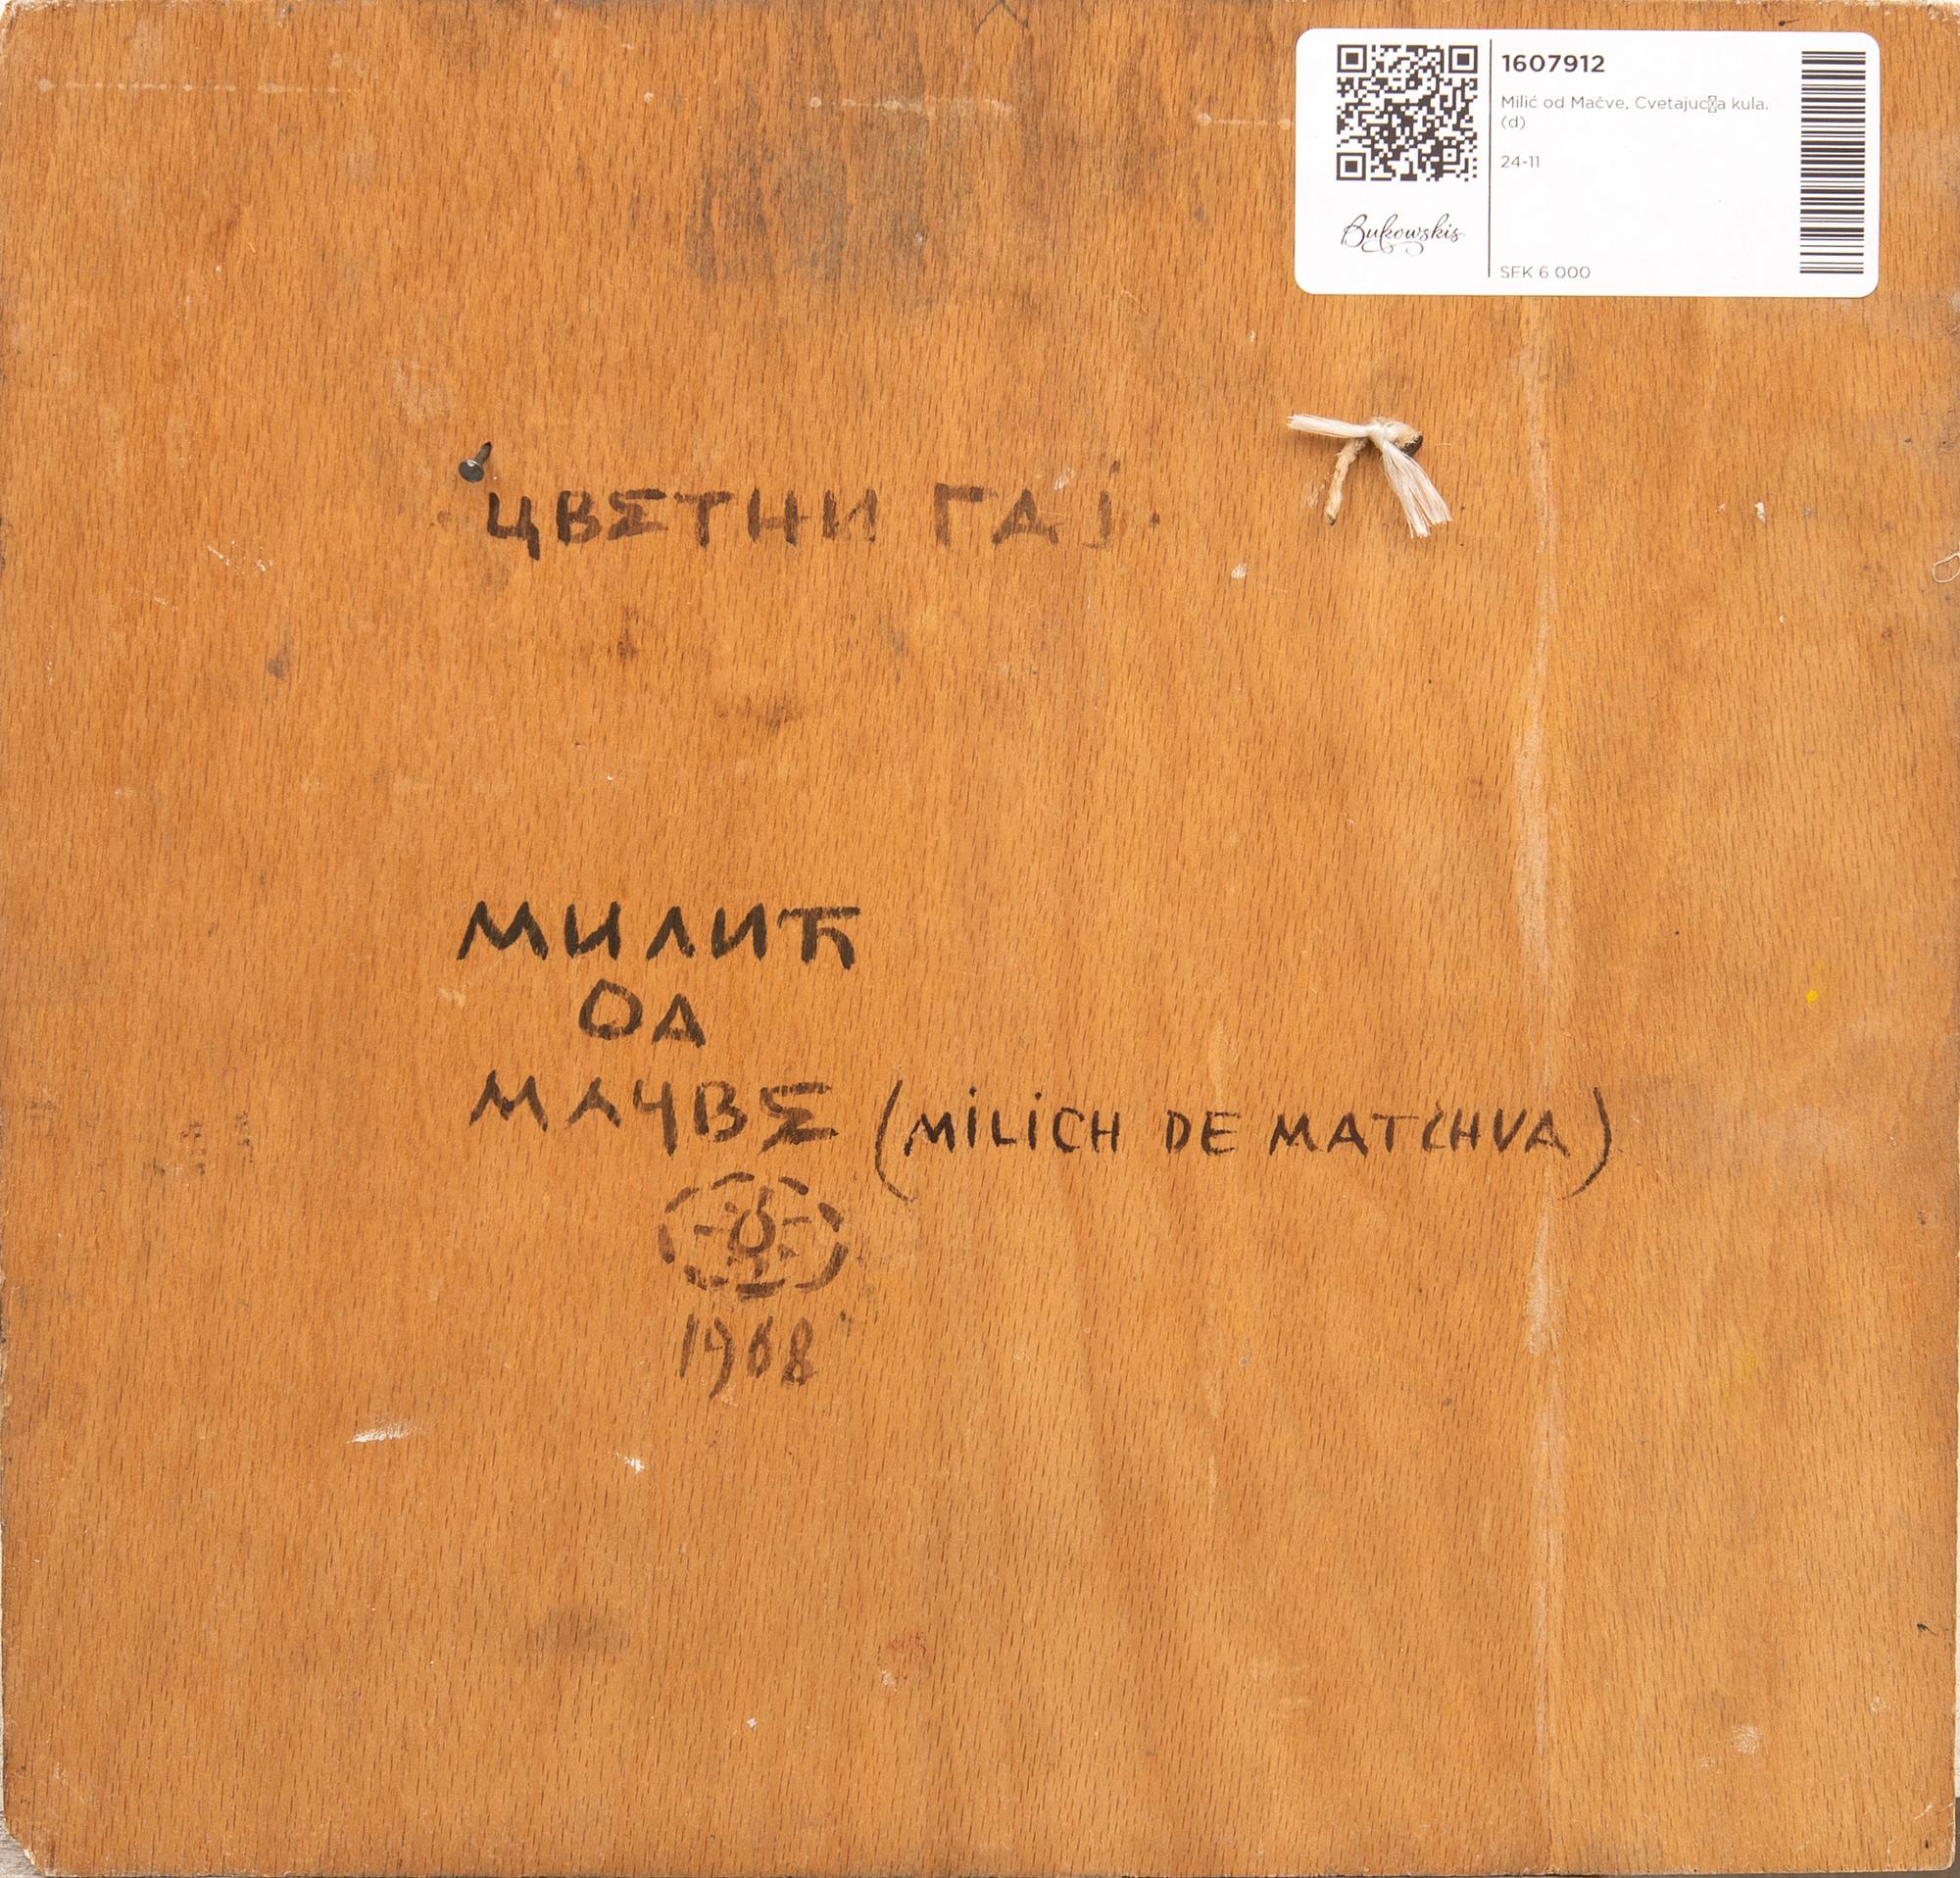 1607912
Milić od Mačve, Cvetajuc▯a kula.
(d)
24-11
Bukowskis
SEK 6 000
ЦВЕТНИ ГАЈ.
МИЛИЋ
ОД
МАЧВЕ (MILICH DE MATCHVA)
1968